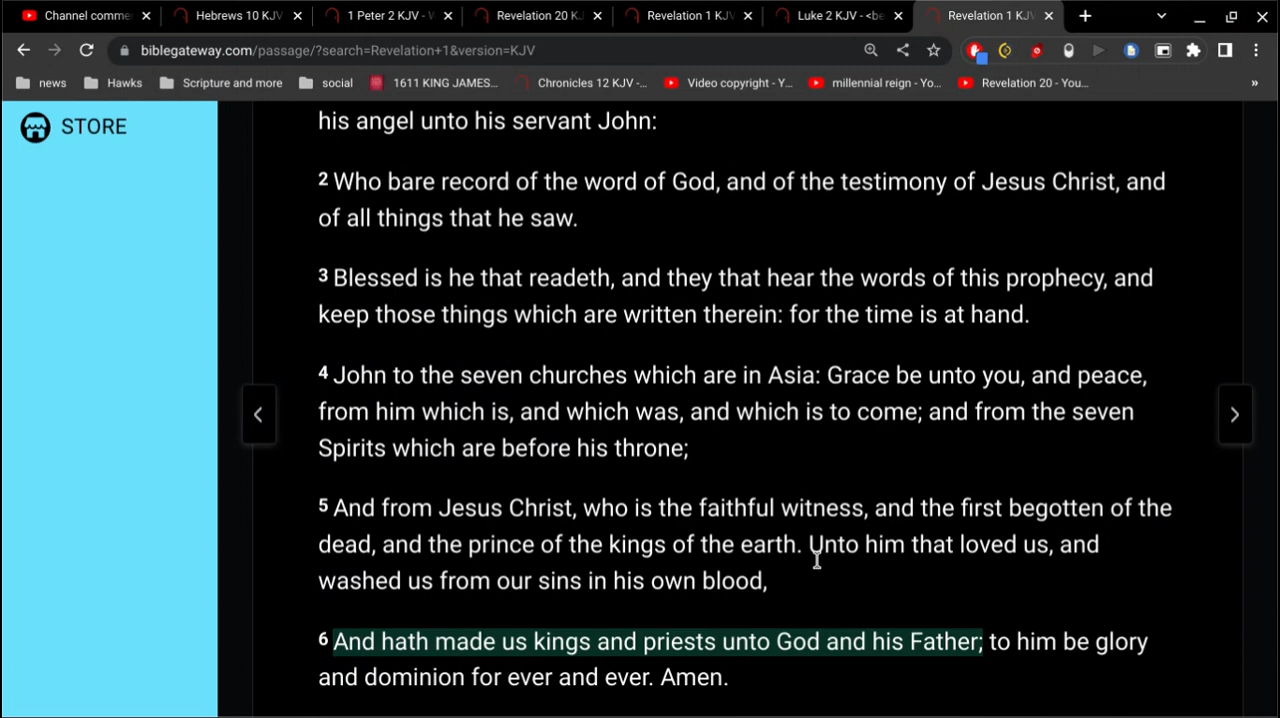 Channel comme
Hebrews 10 KJV
1 Peter 2 KJV - W
Revelation 20 KJ
Revelation 1 KJV
Luke 2 KJV - <be
Revelation 1 KJV
biblegateway.com/passage/?search=Revelation+1&version=KJV
news
Hawks
Scripture and more
social
1611 KING JAMES...
Chronicles 12 KJV -...
Video copyright - Y...
millennial reign - Yo...
Revelation 20 - You...
»
STORE
his angel unto his servant John:
2 Who bare record of the word of God, and of the testimony of Jesus Christ, and
of all things that he saw.
3 Blessed is he that readeth, and they that hear the words of this prophecy, and
keep those things which are written therein: for the time is at hand.
4 John to the seven churches which are in Asia: Grace be unto you, and peace,
from him which is, and which was, and which is to come; and from the seven
Spirits which are before his throne;
5 And from Jesus Christ, who is the faithful witness, and the first begotten of the
dead, and the prince of the kings of the earth. Unto him that loved us, and
washed us from our sins in his own blood,
6 And hath made us kings and priests unto God and his Father; to him be glory
and dominion for ever and ever. Amen.